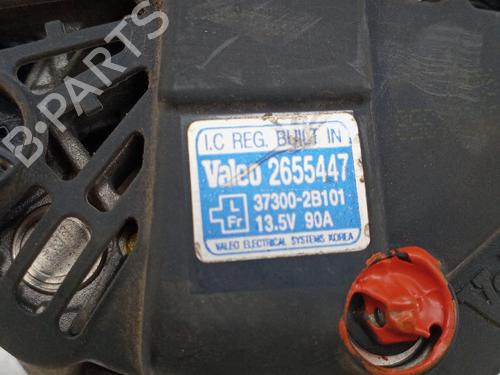 B-PARTS
I.C REG. BUILT IN
Valeo 2655447
L 37300-2B101
Fr 13.5V 90A
VALEO ELECTRICAL SYSTEMS KOREA